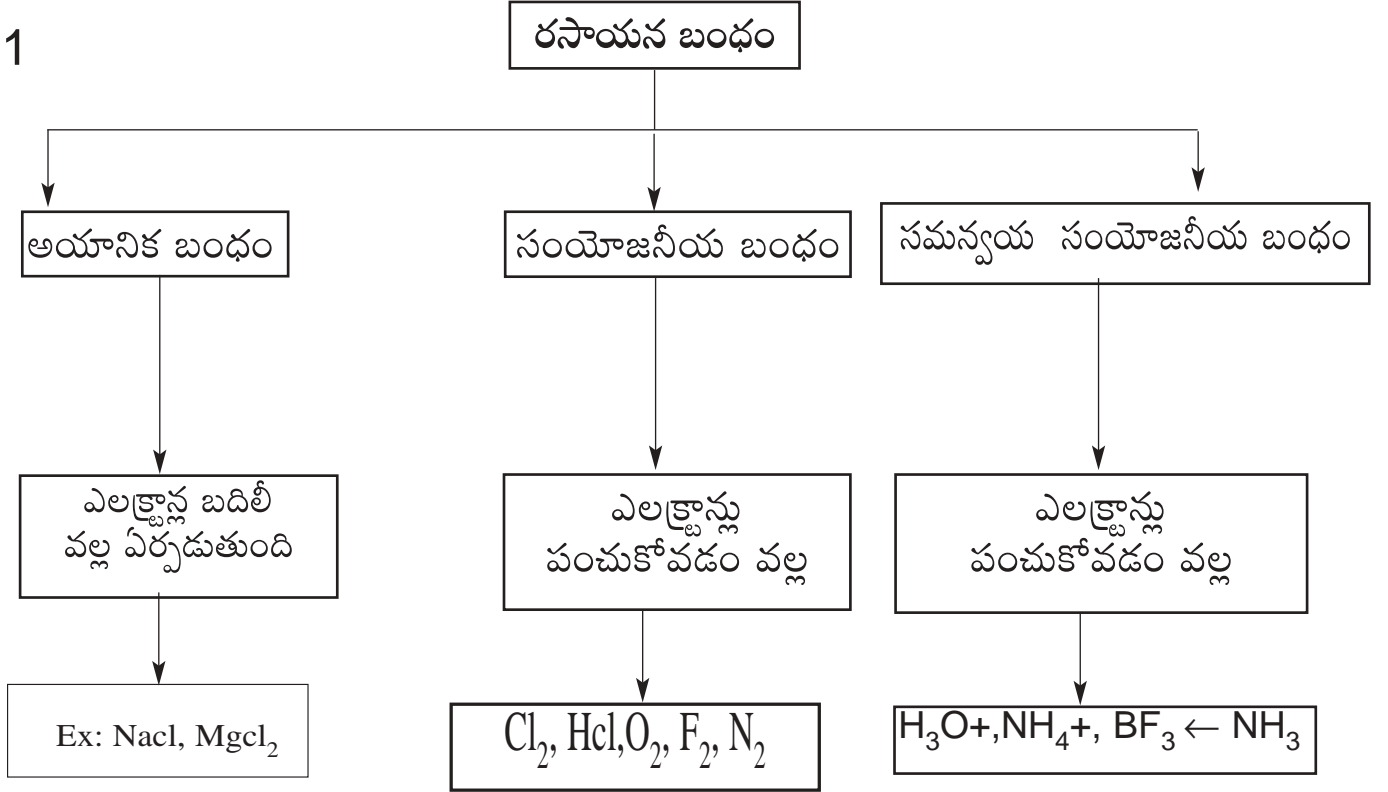 1
రసాయన బంధం
అయానిక బంధం
సంయోజనీయ బంధం
సమన్వయ సంయోజనీయ బంధం
ఎలక్ట్రాన్ల బదిలీ
వల్ల ఏర్పడుతుంది
ఎలక్ట్రాన్లు
పంచుకోవడం వల్ల
ఎలక్ట్రాన్లు
పంచుకోవడం వల్ల
Ex: Nacl, Mgcl₂
Cl₂, Hcl,O₂, F₂, N₂
H₃O+,NH₄+, BF₃ ← NH₃